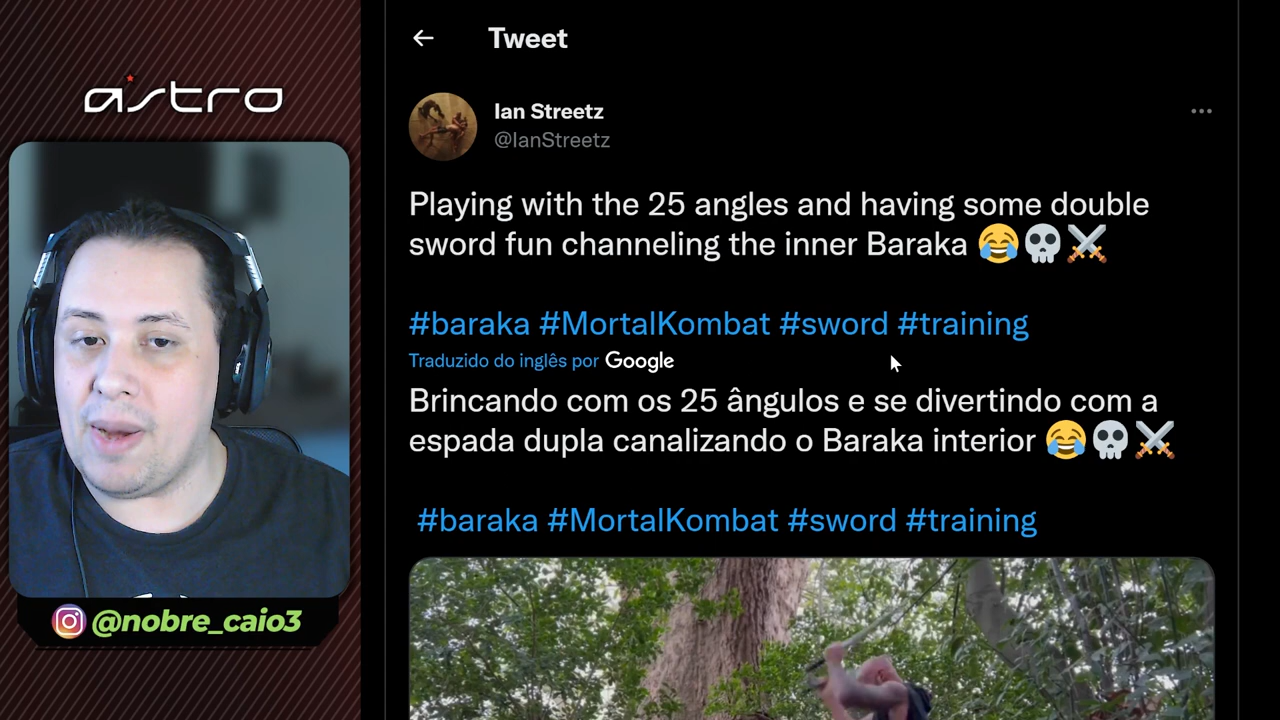 astro
@nobre_caio3
Tweet
Ian Streetz
@IanStreetz
Playing with the 25 angles and having some double
sword fun channeling the inner Baraka 😂💀⚔️
#baraka #MortalKombat #sword #training
Traduzido do inglês por Google
Brincando com os 25 ângulos e se divertindo com a
espada dupla canalizando o Baraka interior 😂💀⚔️
#baraka #MortalKombat #sword #training